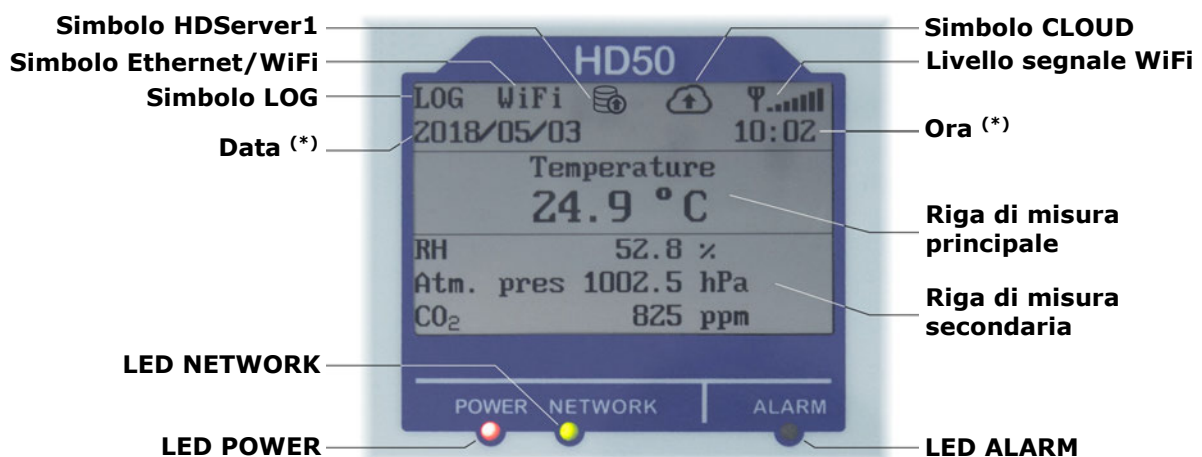 Simbolo HDServer1
Simbolo CLOUD
Simbolo Ethernet/WiFi
Livello segnale WiFi
Simbolo LOG
Data (*)
Ora (*)
HD50
LOG WiFi
2018/05/03 10:02
Temperature
24.9 °C
Riga di misura
principale
RH 52.8 %
Atm. pres 1002.5 hPa
CO₂ 825 ppm
Riga di misura
secondaria
LED NETWORK
POWER NETWORK ALARM
LED POWER
LED ALARM